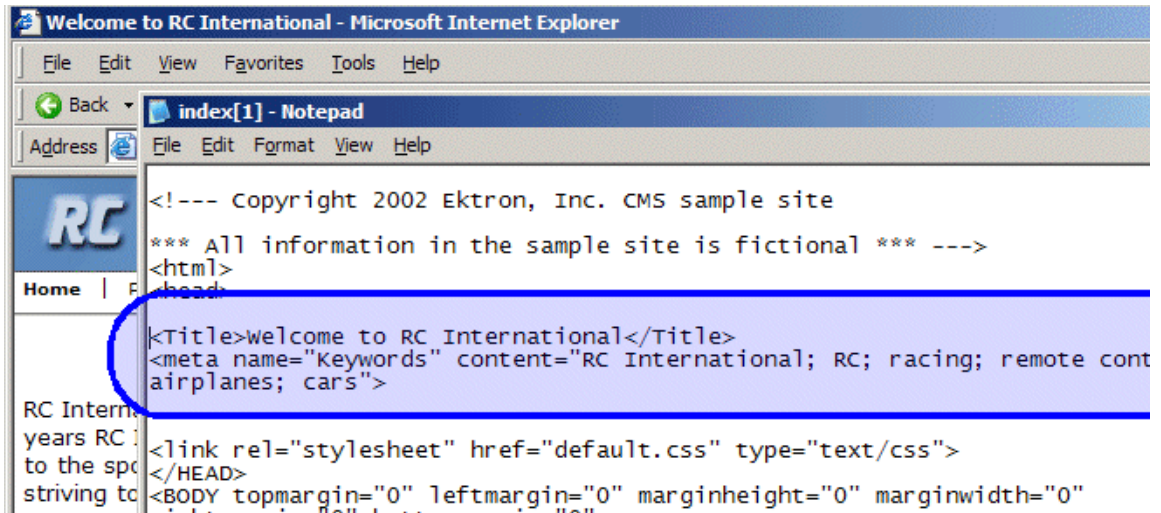 Welcome to RC International - Microsoft Internet Explorer
File Edit View Favorites Tools Help
Back
index[1] - Notepad
Address
File Edit Format View Help
RC
<!--- Copyright 2002 Ektron, Inc. CMS sample site
*** All information in the sample site is fictional *** --->
<html>
<head>
Home |
<Title>Welcome to RC International</Title>
<meta name="Keywords" content="RC International; RC; racing; remote cont
airplanes; cars">
RC Interna
years RC
to the spo
striving to
<link rel="stylesheet" href="default.css" type="text/css">
</HEAD>
<BODY topmargin="0" leftmargin="0" marginheight="0" marginwidth="0"